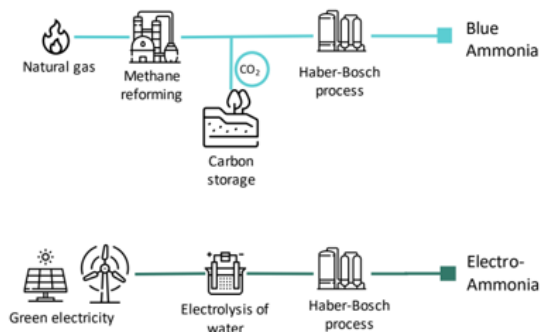 Natural gas
Methane
reforming
CO₂
Carbon
storage
Haber-Bosch
process
Blue
Ammonia
Green electricity
Electrolysis of
water
Haber-Bosch
process
Electro-
Ammonia